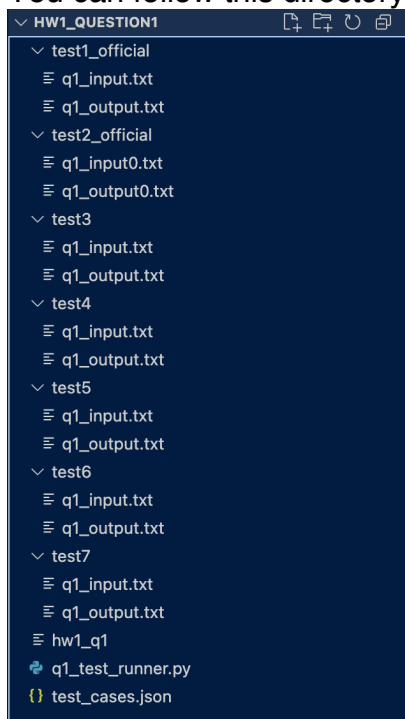 You can follow this directory
HW1_QUESTION1
test1_official
q1_input.txt
q1_output.txt
test2_official
q1_input0.txt
q1_output0.txt
test3
q1_input.txt
q1_output.txt
test4
q1_input.txt
q1_output.txt
test5
q1_input.txt
q1_output.txt
test6
q1_input.txt
q1_output.txt
test7
q1_input.txt
q1_output.txt
hw1_q1
q1_test_runner.py
{} test_cases.json